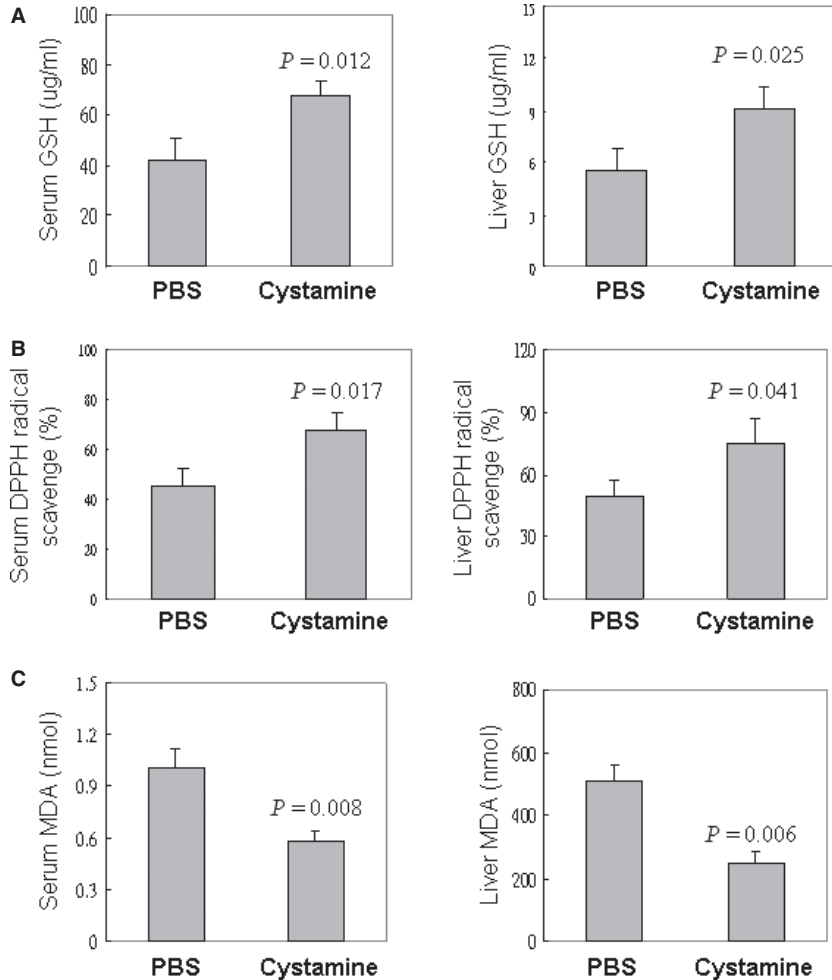 A
Serum GSH (ug/ml)
100
80
60
40
20
0
P = 0.012
PBS
Cystamine
Liver GSH (ug/ml)
15
12
9
6
3
0
P = 0.025
PBS
Cystamine
B
Serum DPPH radical
scavenge (%)
100
80
60
40
20
0
P = 0.017
PBS
Cystamine
Liver DPPH radical
scavenge (%)
120
90
60
30
0
P = 0.041
PBS
Cystamine
C
Serum MDA (nmol)
1.5
1.2
0.9
0.6
0.3
0
P = 0.008
PBS
Cystamine
Liver MDA (nmol)
800
600
400
200
0
P = 0.006
PBS
Cystamine